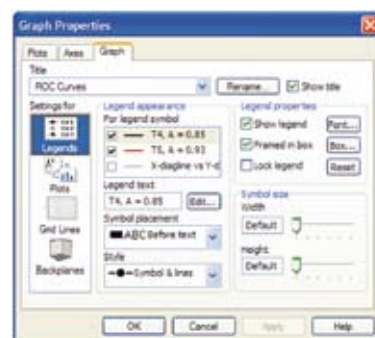 Graph Properties
Plots Axes Graph
Title
ROC Curves
Rename...
Show title
Settings for
Legends
Plots
Grid Lines
Backplanes
Legend appearance
For legend symbol
T4, A = 0.85
T5, A = 0.93
X-diagline vs Y-d
Legend text:
T4, A = 0.85
Edit...
Symbol placement
ABC Before text
Style
Symbol & lines
Legend properties
Show legend
Font...
Framed in box
Box...
Lock legend
Reset
Symbol size
Width:
Default
Height:
Default
OK Cancel Apply Help